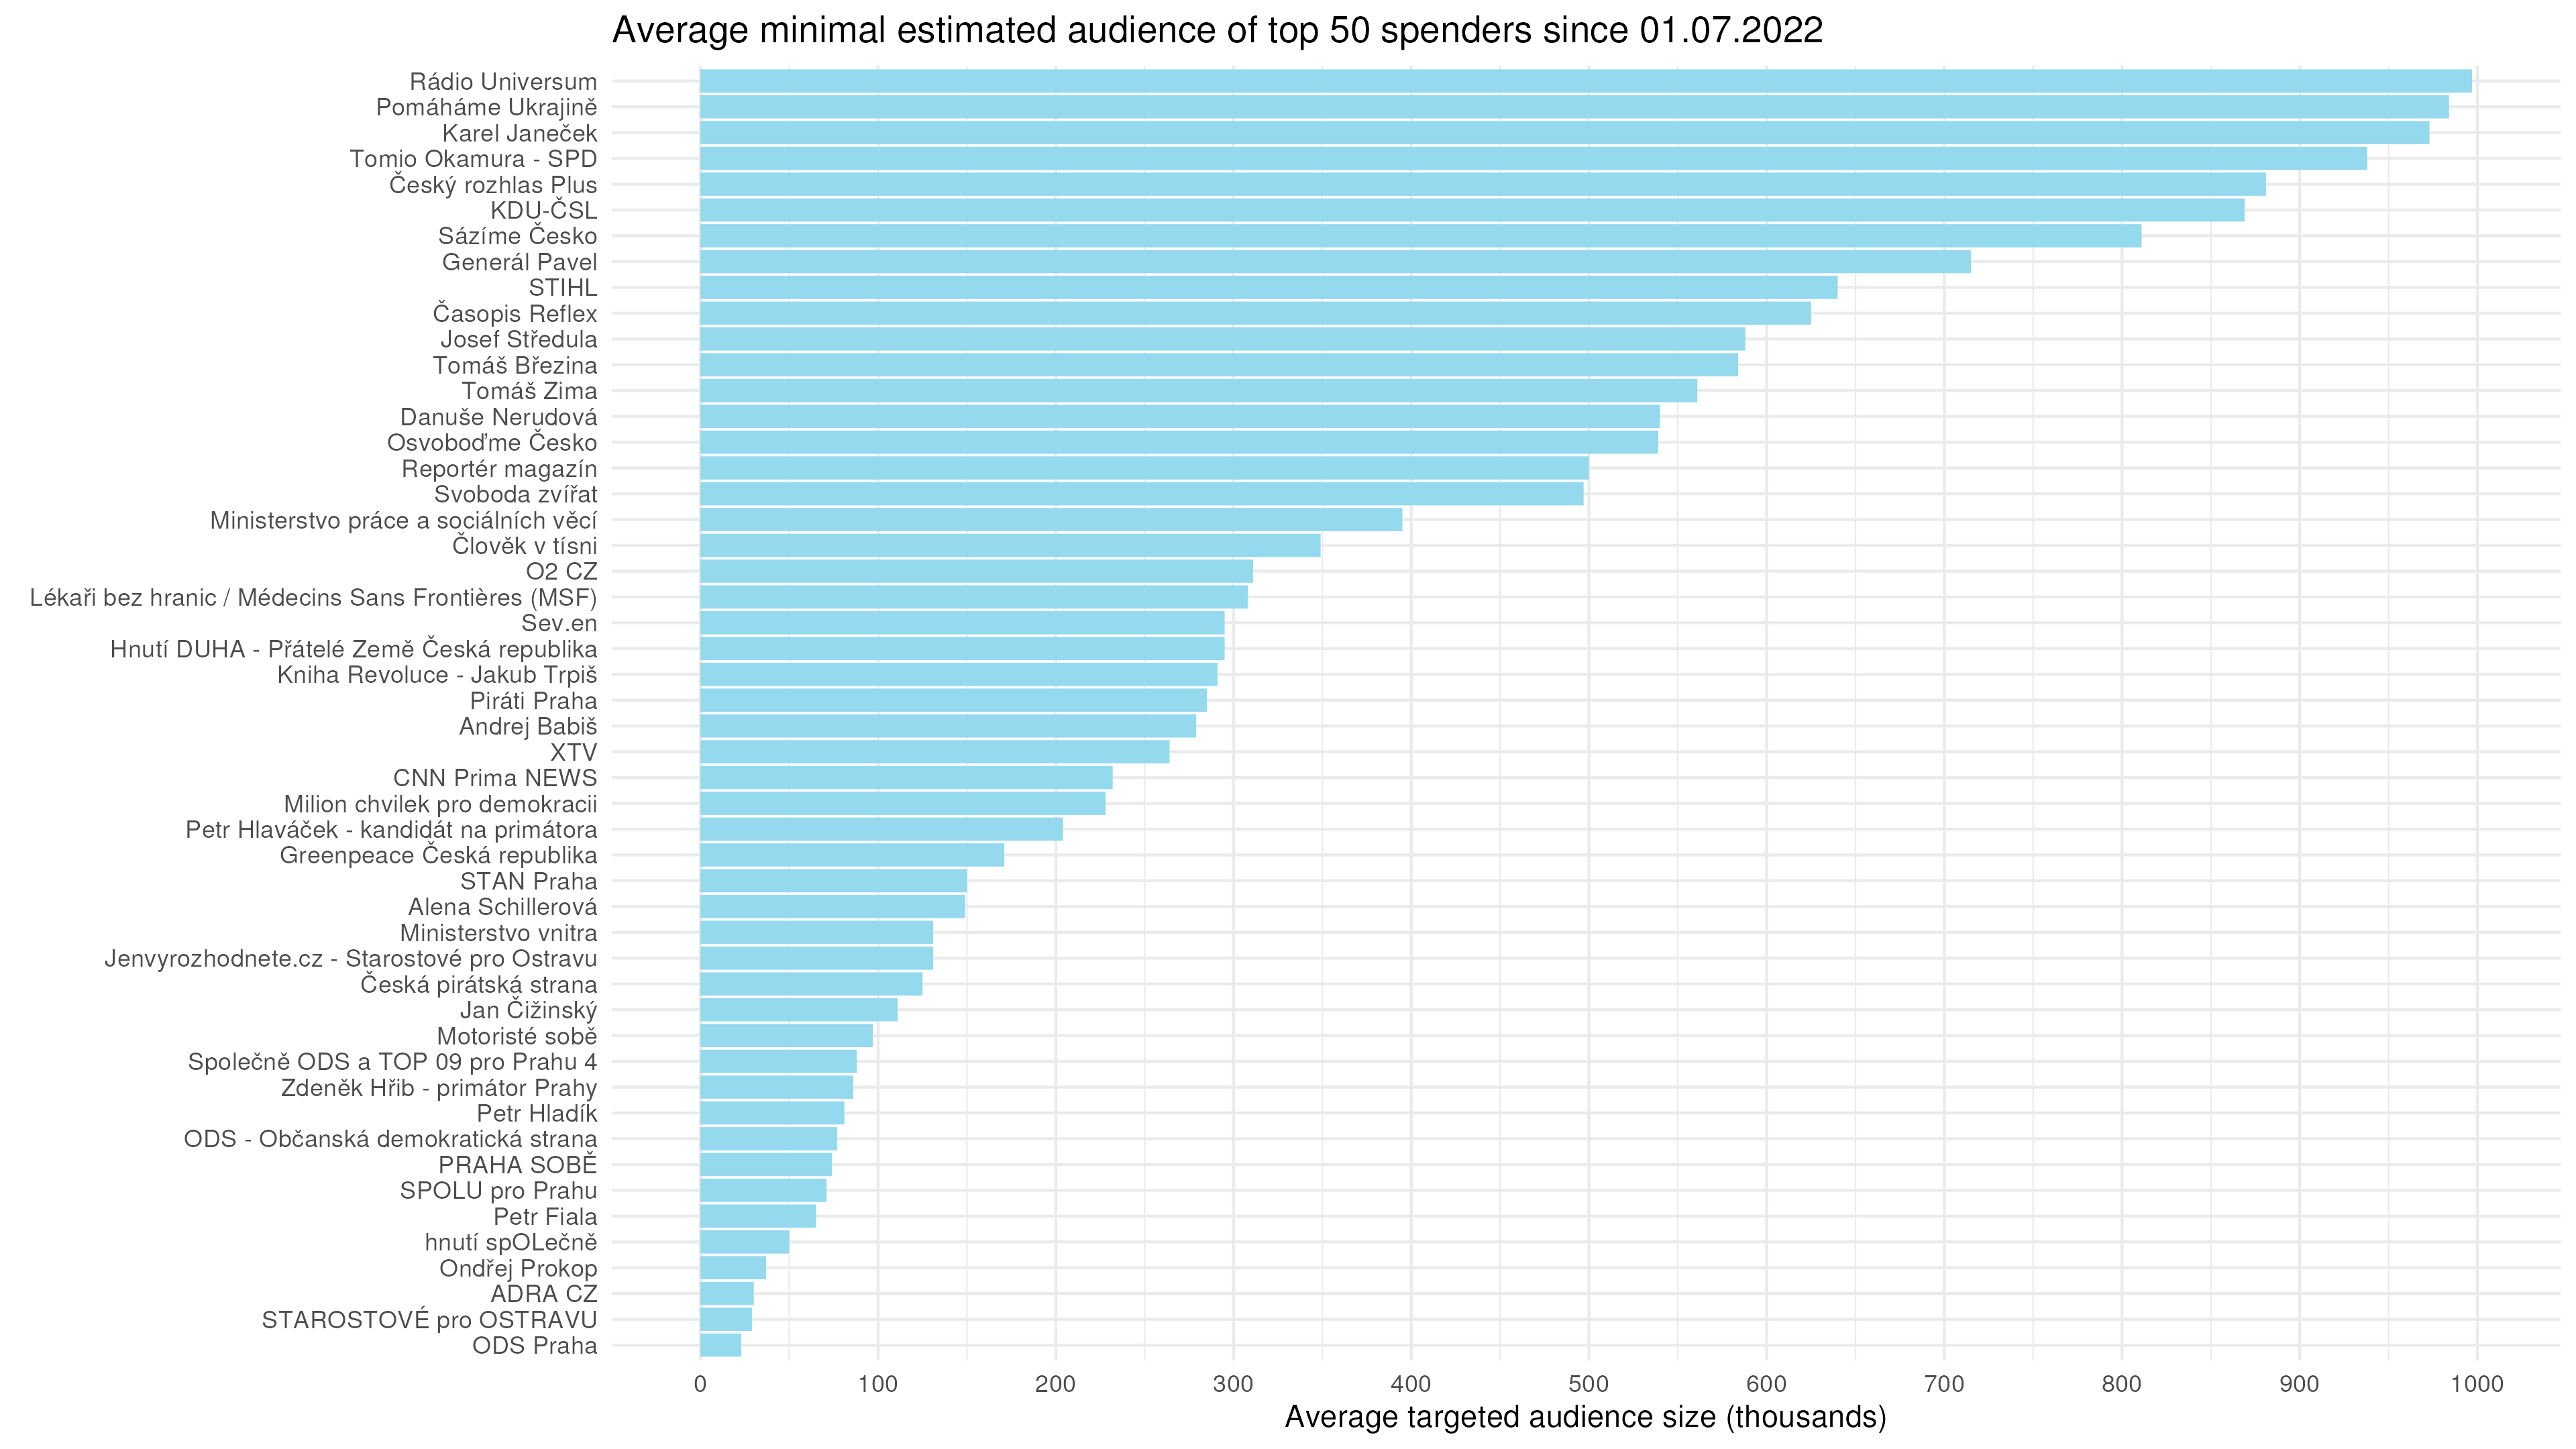 Average minimal estimated audience of top 50 spenders since 01.07.2022
Rádio Universum
Pomáháme Ukrajině
Karel Janeček
Tomio Okamura - SPD
Český rozhlas Plus
KDU-ČSL
Sázíme Česko
Generál Pavel
STIHL
Časopis Reflex
Josef Středula
Tomáš Březina
Tomáš Zima
Danuše Nerudová
Osvoboďme Česko
Reportér magazín
Svoboda zvířat
Ministerstvo práce a sociálních věcí
Člověk v tísni
O2 CZ
Lékaři bez hranic / Médecins Sans Frontières (MSF)
Sev.en
Hnutí DUHA - Přátelé Země Česká republika
Kniha Revoluce - Jakub Trpiš
Piráti Praha
Andrej Babiš
XTV
CNN Prima NEWS
Milion chvilek pro demokracii
Petr Hlaváček - kandidát na primátora
Greenpeace Česká republika
STAN Praha
Alena Schillerová
Ministerstvo vnitra
Jenvyrozhodnete.cz - Starostové pro Ostravu
Česká pirátská strana
Jan Čižinský
Motoristé sobě
Společně ODS a TOP 09 pro Prahu 4
Zdeněk Hřib - primátor Prahy
Petr Hladík
ODS - Občanská demokratická strana
PRAHA SOBĚ
SPOLU pro Prahu
Petr Fiala
hnutí spOLečně
Ondřej Prokop
ADRA CZ
STAROSTOVÉ pro OSTRAVU
ODS Praha
0 100 200 300 400 500 600 700 800 900 1000
Average targeted audience size (thousands)